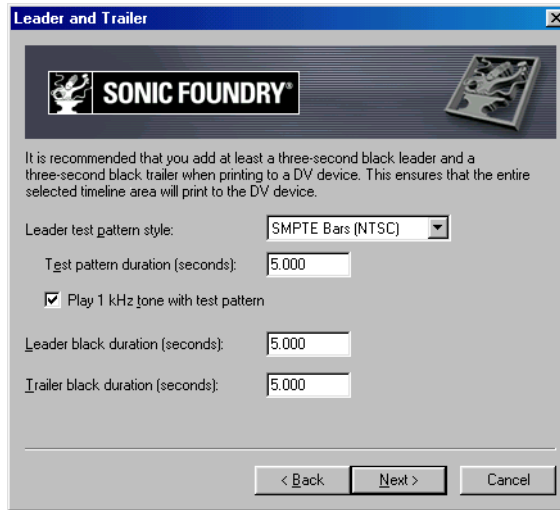 Leader and Trailer
SONIC FOUNDRY®
It is recommended that you add at least a three-second black leader and a
three-second black trailer when printing to a DV device. This ensures that the entire
selected timeline area will print to the DV device.
Leader test pattern style: SMPTE Bars (NTSC)
Test pattern duration (seconds): 5.000
Play 1 kHz tone with test pattern
Leader black duration (seconds): 5.000
Trailer black duration (seconds): 5.000
< Back Next > Cancel